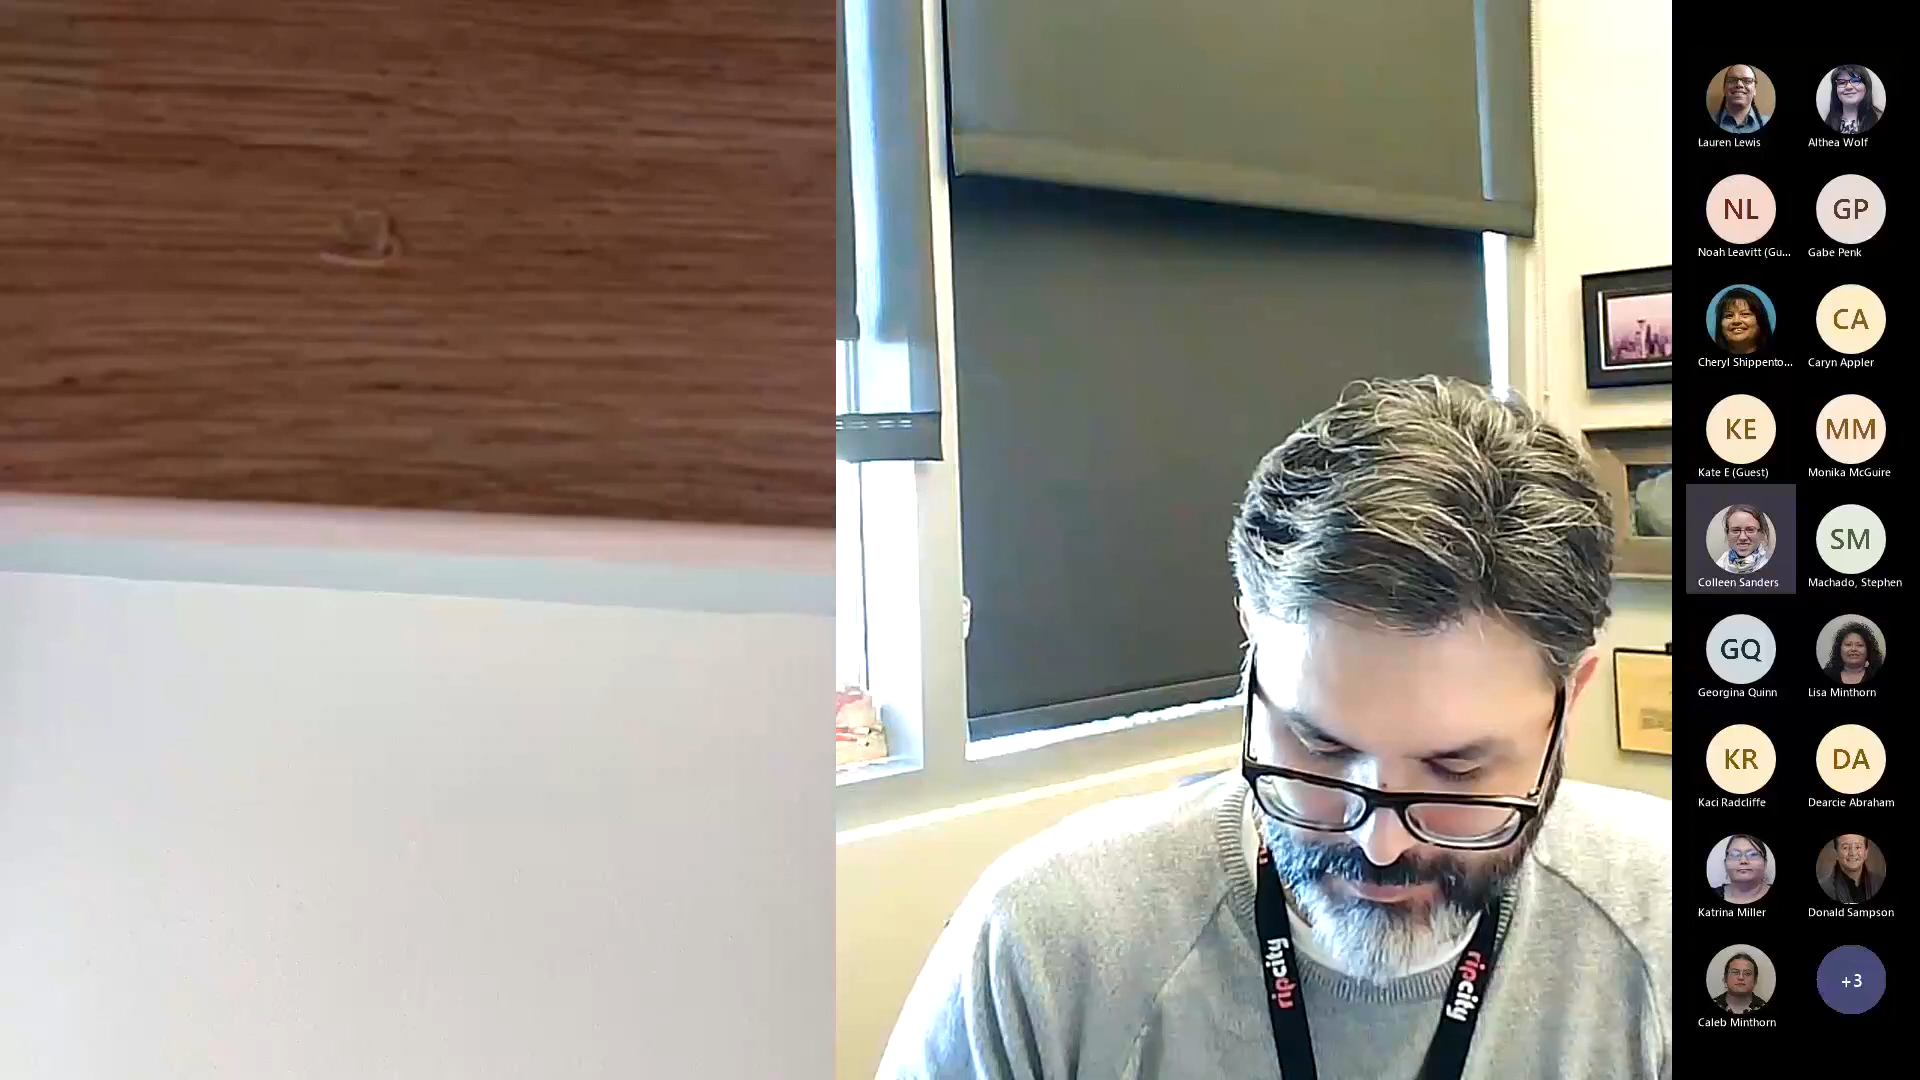 ripcity
ripcity
Lauren Lewis
Althea Wolf
NL
Noah Leavitt (Gu...
GP
Gabe Penk
Cheryl Shippento...
CA
Caryn Appler
KE
Kate E (Guest)
MM
Monika McGuire
Colleen Sanders
SM
Machado, Stephen
GQ
Georgina Quinn
Lisa Minthorn
KR
Kaci Radcliffe
DA
Dearcie Abraham
Katrina Miller
Donald Sampson
Caleb Minthorn
+3